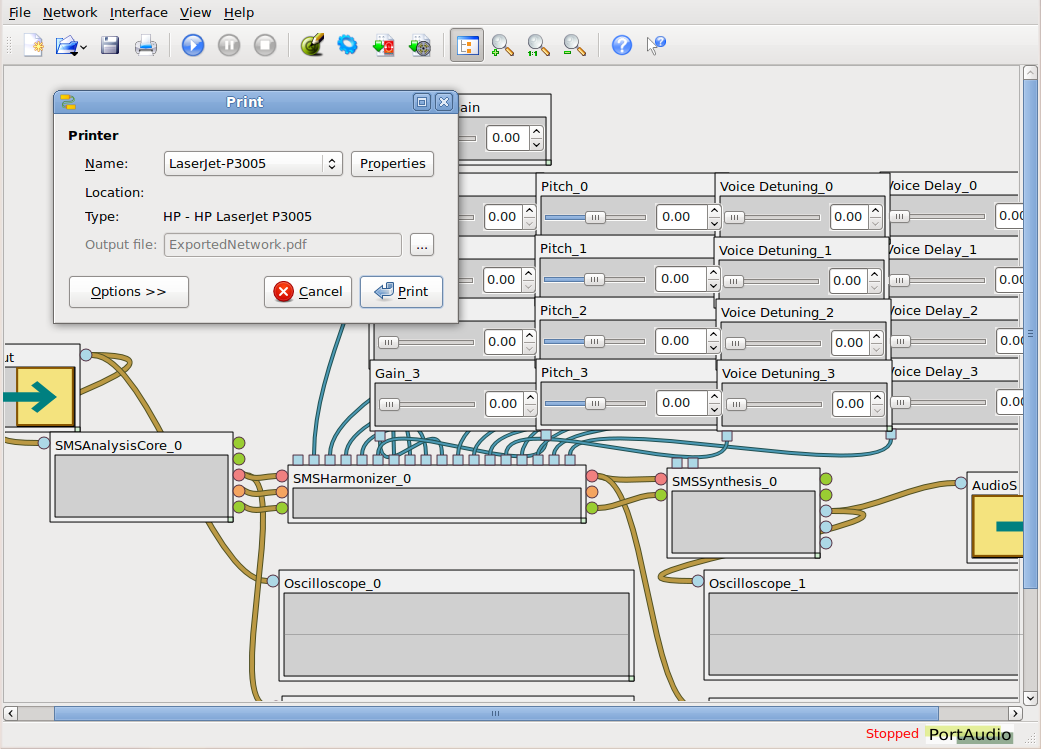 File Network Interface View Help
Print
Printer
Name: LaserJet-P3005 Properties
Location:
Type: HP - HP LaserJet P3005
Output file: ExportedNetwork.pdf ...
Options >> Cancel Print
ain
0.00
Pitch_0 Voice Detuning_0 Voice Delay_0
0.00 0.00 0.00 0.00
Pitch_1 Voice Detuning_1 Voice Delay_1
0.00 0.00 0.00 0.00
Pitch_2 Voice Detuning_2 Voice Delay_2
0.00 0.00 0.00 0.00
Gain_3 Pitch_3 Voice Detuning_3 Voice Delay_3
0.00 0.00 0.00 0.00
ut
SMSAnalysisCore_0
SMSHarmonizer_0
SMSSynthesis_0
AudioS
Oscilloscope_0
Oscilloscope_1
Stopped PortAudio